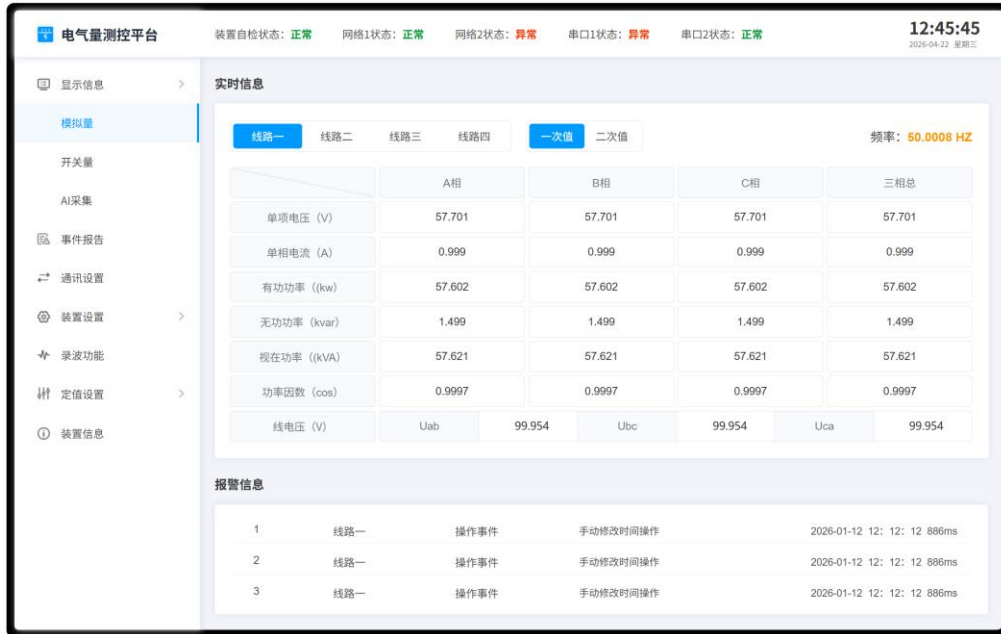 电气量测控平台
装置自检状态：正常 网络1状态：正常 网络2状态：异常 串口1状态：异常 串口2状态：正常
12:45:45
2026-04-22 星期三
显示信息
模拟量
开关量
AI采集
事件报告
通讯设置
装置设置
录波功能
定值设置
装置信息
实时信息
线路一 线路二 线路三 线路四 一次值 二次值 频率：50.0008 HZ
A相 B相 C相 三相总
单项电压（V） 57.701 57.701 57.701 57.701
单相电流（A） 0.999 0.999 0.999 0.999
有功功率（(kw） 57.602 57.602 57.602 57.602
无功功率（kvar） 1.499 1.499 1.499 1.499
视在功率（(kVA） 57.621 57.621 57.621 57.621
功率因数（cos） 0.9997 0.9997 0.9997 0.9997
线电压（V） Uab 99.954 Ubc 99.954 Uca 99.954
报警信息
1 线路一 操作事件 手动修改时间操作 2026-01-12 12：12：12 886ms
2 线路一 操作事件 手动修改时间操作 2026-01-12 12：12：12 886ms
3 线路一 操作事件 手动修改时间操作 2026-01-12 12：12：12 886ms